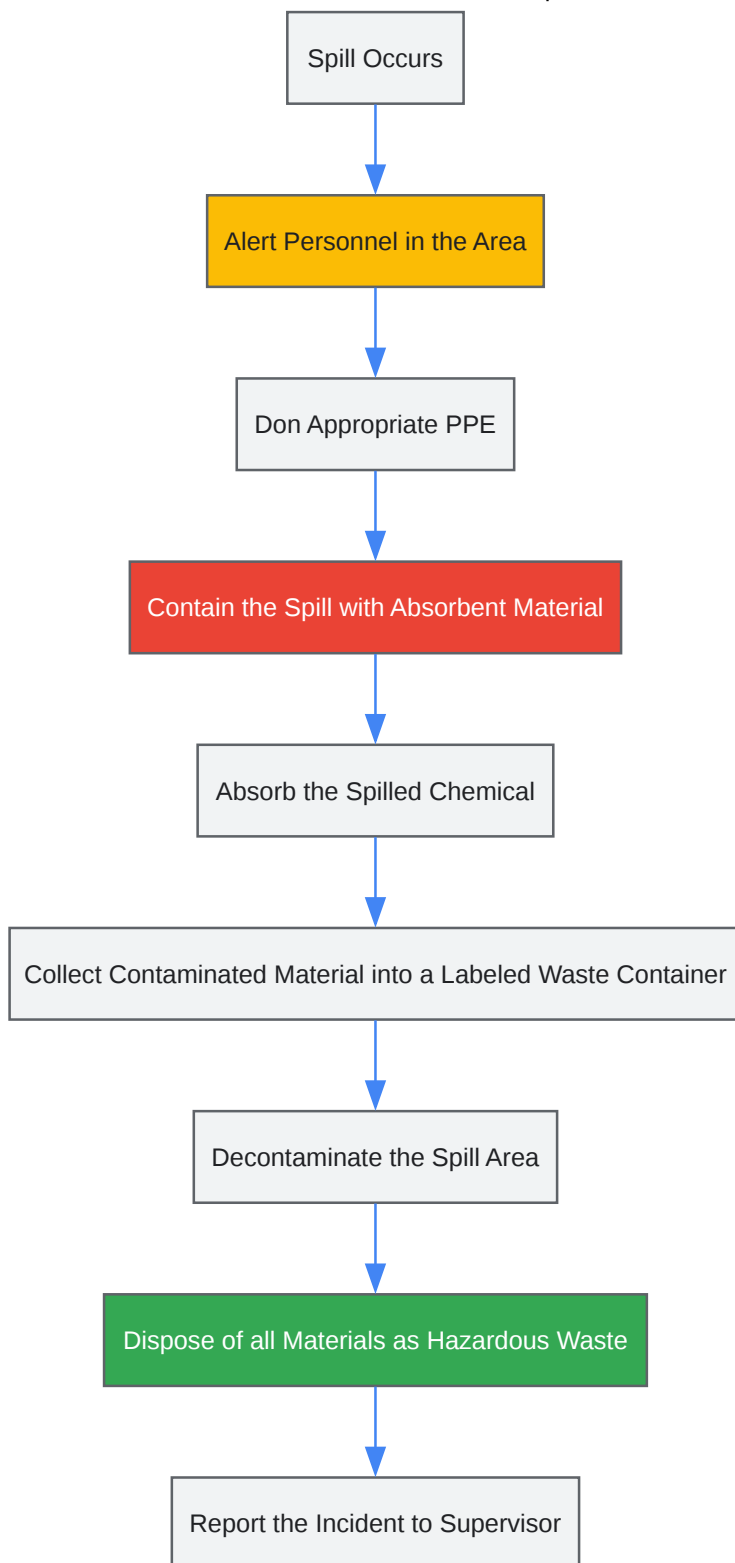 Spill Occurs
Alert Personnel in the Area
Don Appropriate PPE
Contain the Spill with Absorbent Material
Absorb the Spilled Chemical
Collect Contaminated Material into a Labeled Waste Container
Decontaminate the Spill Area
Dispose of all Materials as Hazardous Waste
Report the Incident to Supervisor